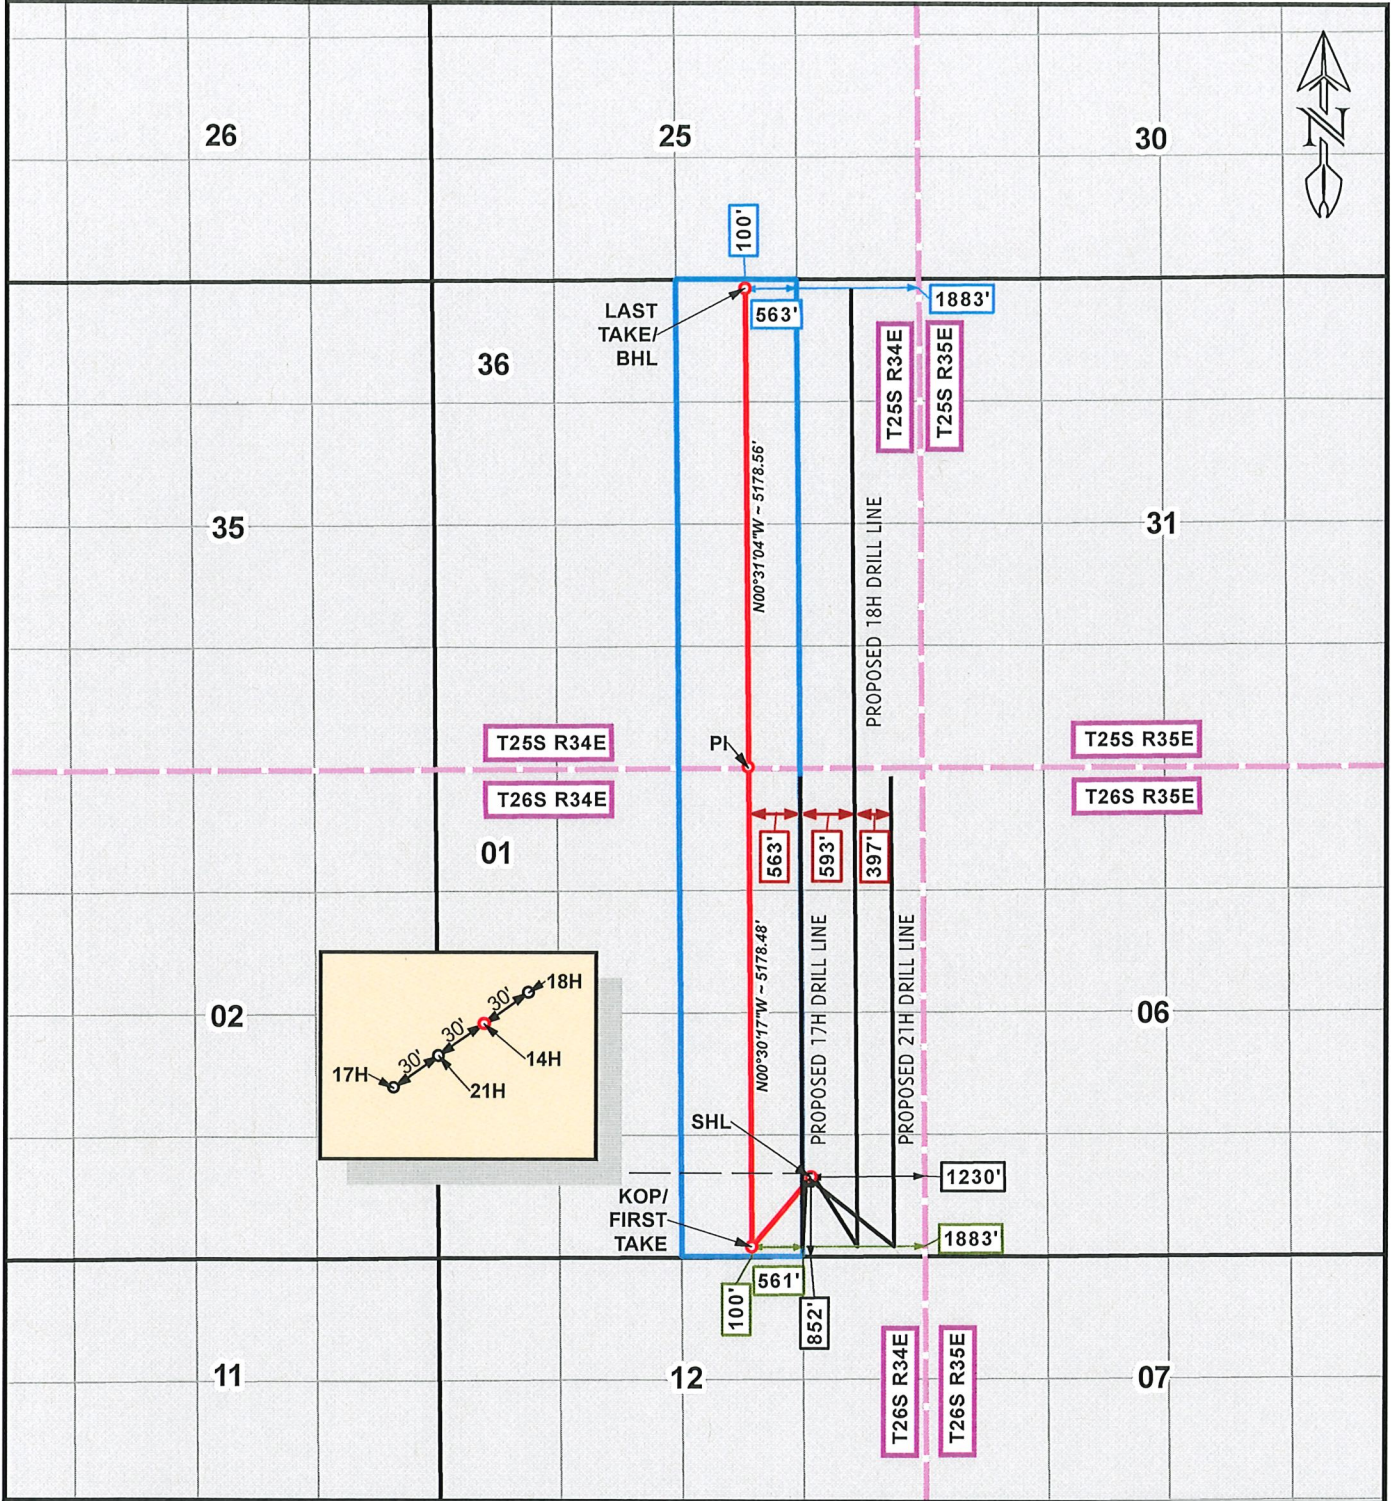 26
25
30
N
100'
LAST
TAKE/
BHL
563'
1883'
36
T25S R34E
T25S R35E
N00°31'04"W ~ 5178.56'
35
31
PROPOSED 18H DRILL LINE
PI
T25S R34E
T26S R34E
T25S R35E
T26S R35E
01
563'
593'
397'
02
06
N00°30'17"W ~ 5178.48'
PROPOSED 17H DRILL LINE
PROPOSED 21H DRILL LINE
18H
30'
30'
14H
30'
17H
21H
SHL
1230'
KOP/
FIRST
TAKE
1883'
100'
561'
852'
11
12
T26S R34E
T26S R35E
07